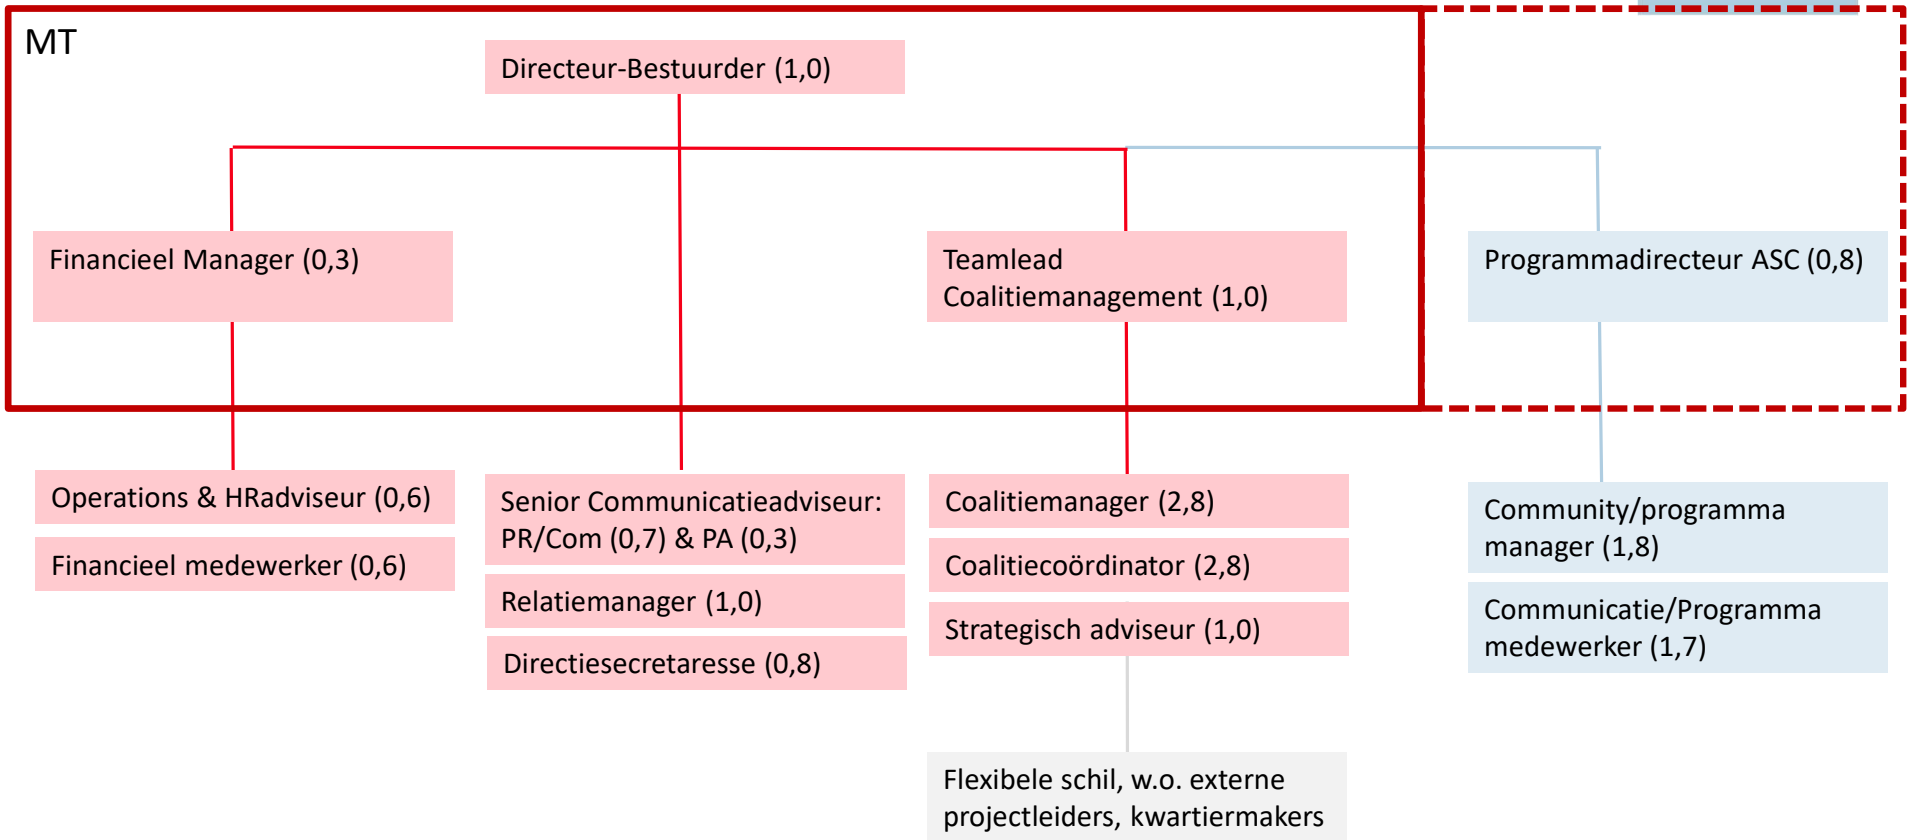 MT
Directeur-Bestuurder (1,0)
Financieel Manager (0,3)
Teamlead
Coalitiemanagement (1,0)
Programmadirecteur ASC (0,8)
Operations & HRadviseur (0,6)
Financieel medewerker (0,6)
Senior Communicatieadviseur:
PR/Com (0,7) & PA (0,3)
Relatiemanager (1,0)
Directiesecretaresse (0,8)
Coalitiemanager (2,8)
Coalitiecoördinator (2,8)
Strategisch adviseur (1,0)
Community/programma
manager (1,8)
Communicatie/Programma
medewerker (1,7)
Flexibele schil, w.o. externe
projectleiders, kwartiermakers